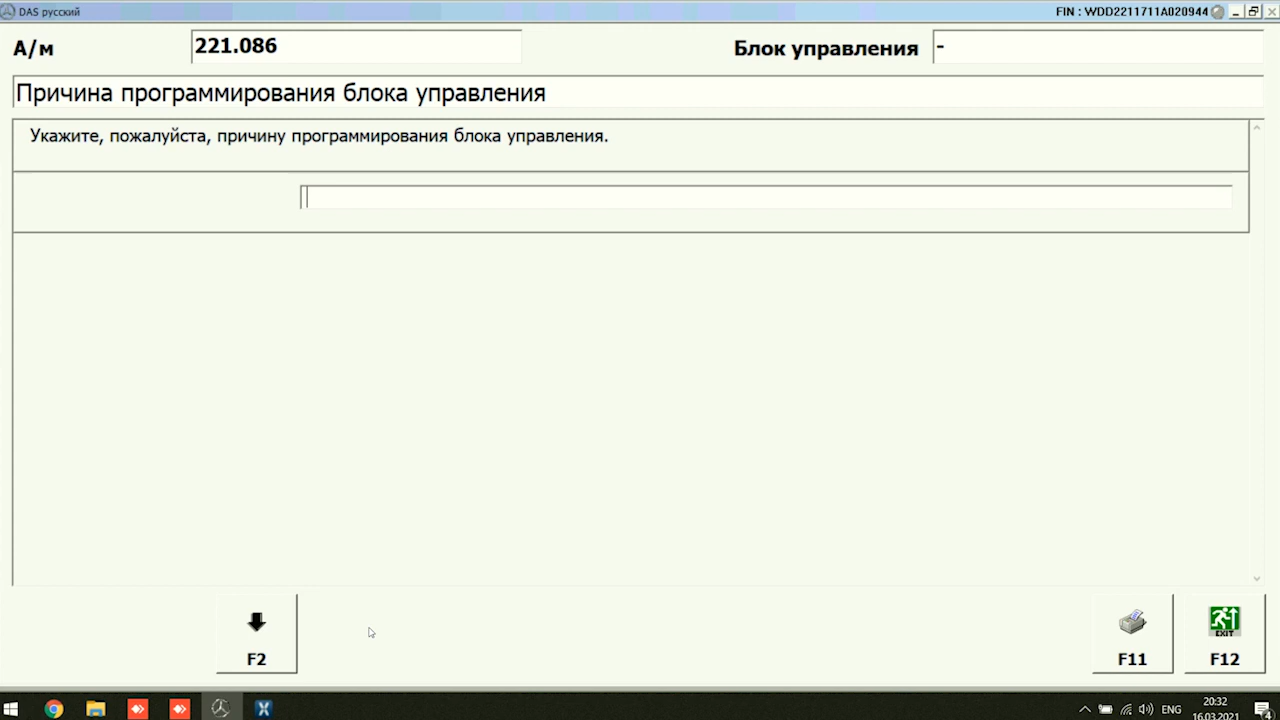 DAS русский
FIN : WDD2211711A020944
А/м
221.086
Блок управления
-
Причина программирования блока управления
Укажите, пожалуйста, причину программирования блока управления.
F2
F11
EXIT
F12
ENG
20:32
16.03.2021